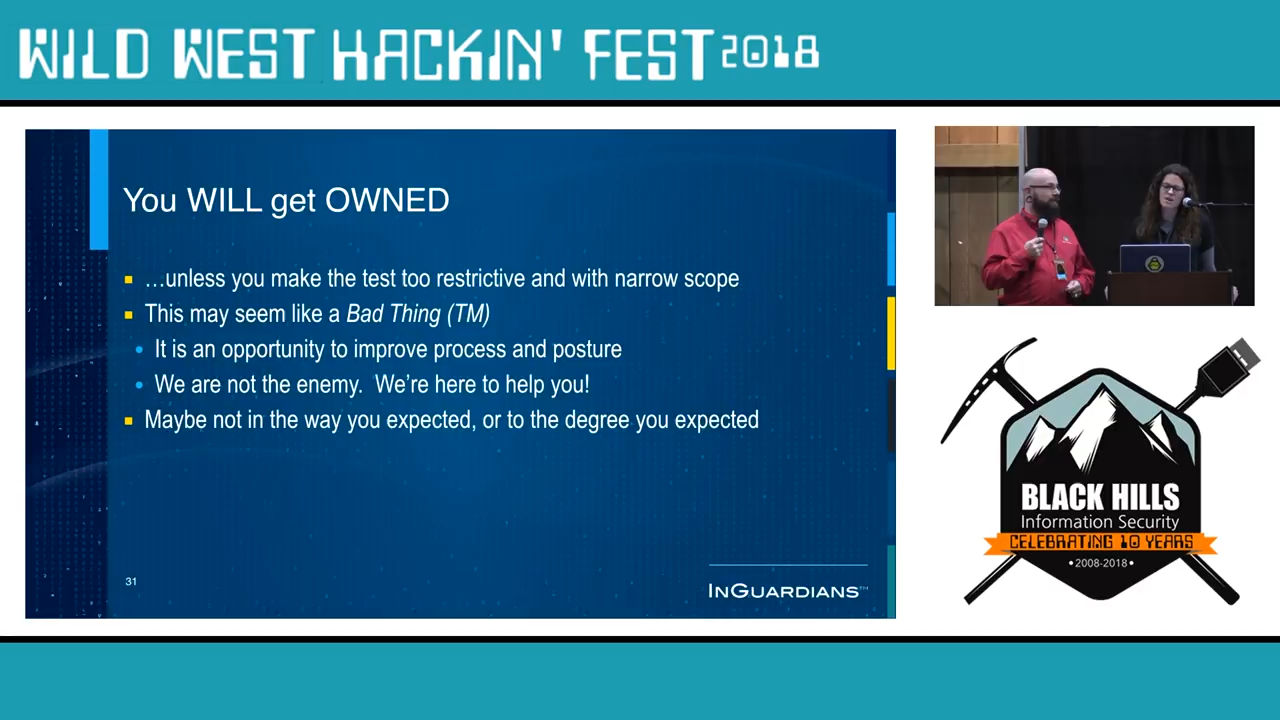 WILD WEST HACKIN' FEST 2018
You WILL get OWNED
…unless you make the test too restrictive and with narrow scope
This may seem like a Bad Thing (TM)
It is an opportunity to improve process and posture
We are not the enemy.  We're here to help you!
Maybe not in the way you expected, or to the degree you expected
31
INGUARDIANS™
BLACK HILLS
Information Security
CELEBRATING 10 YEARS
•2008-2018•